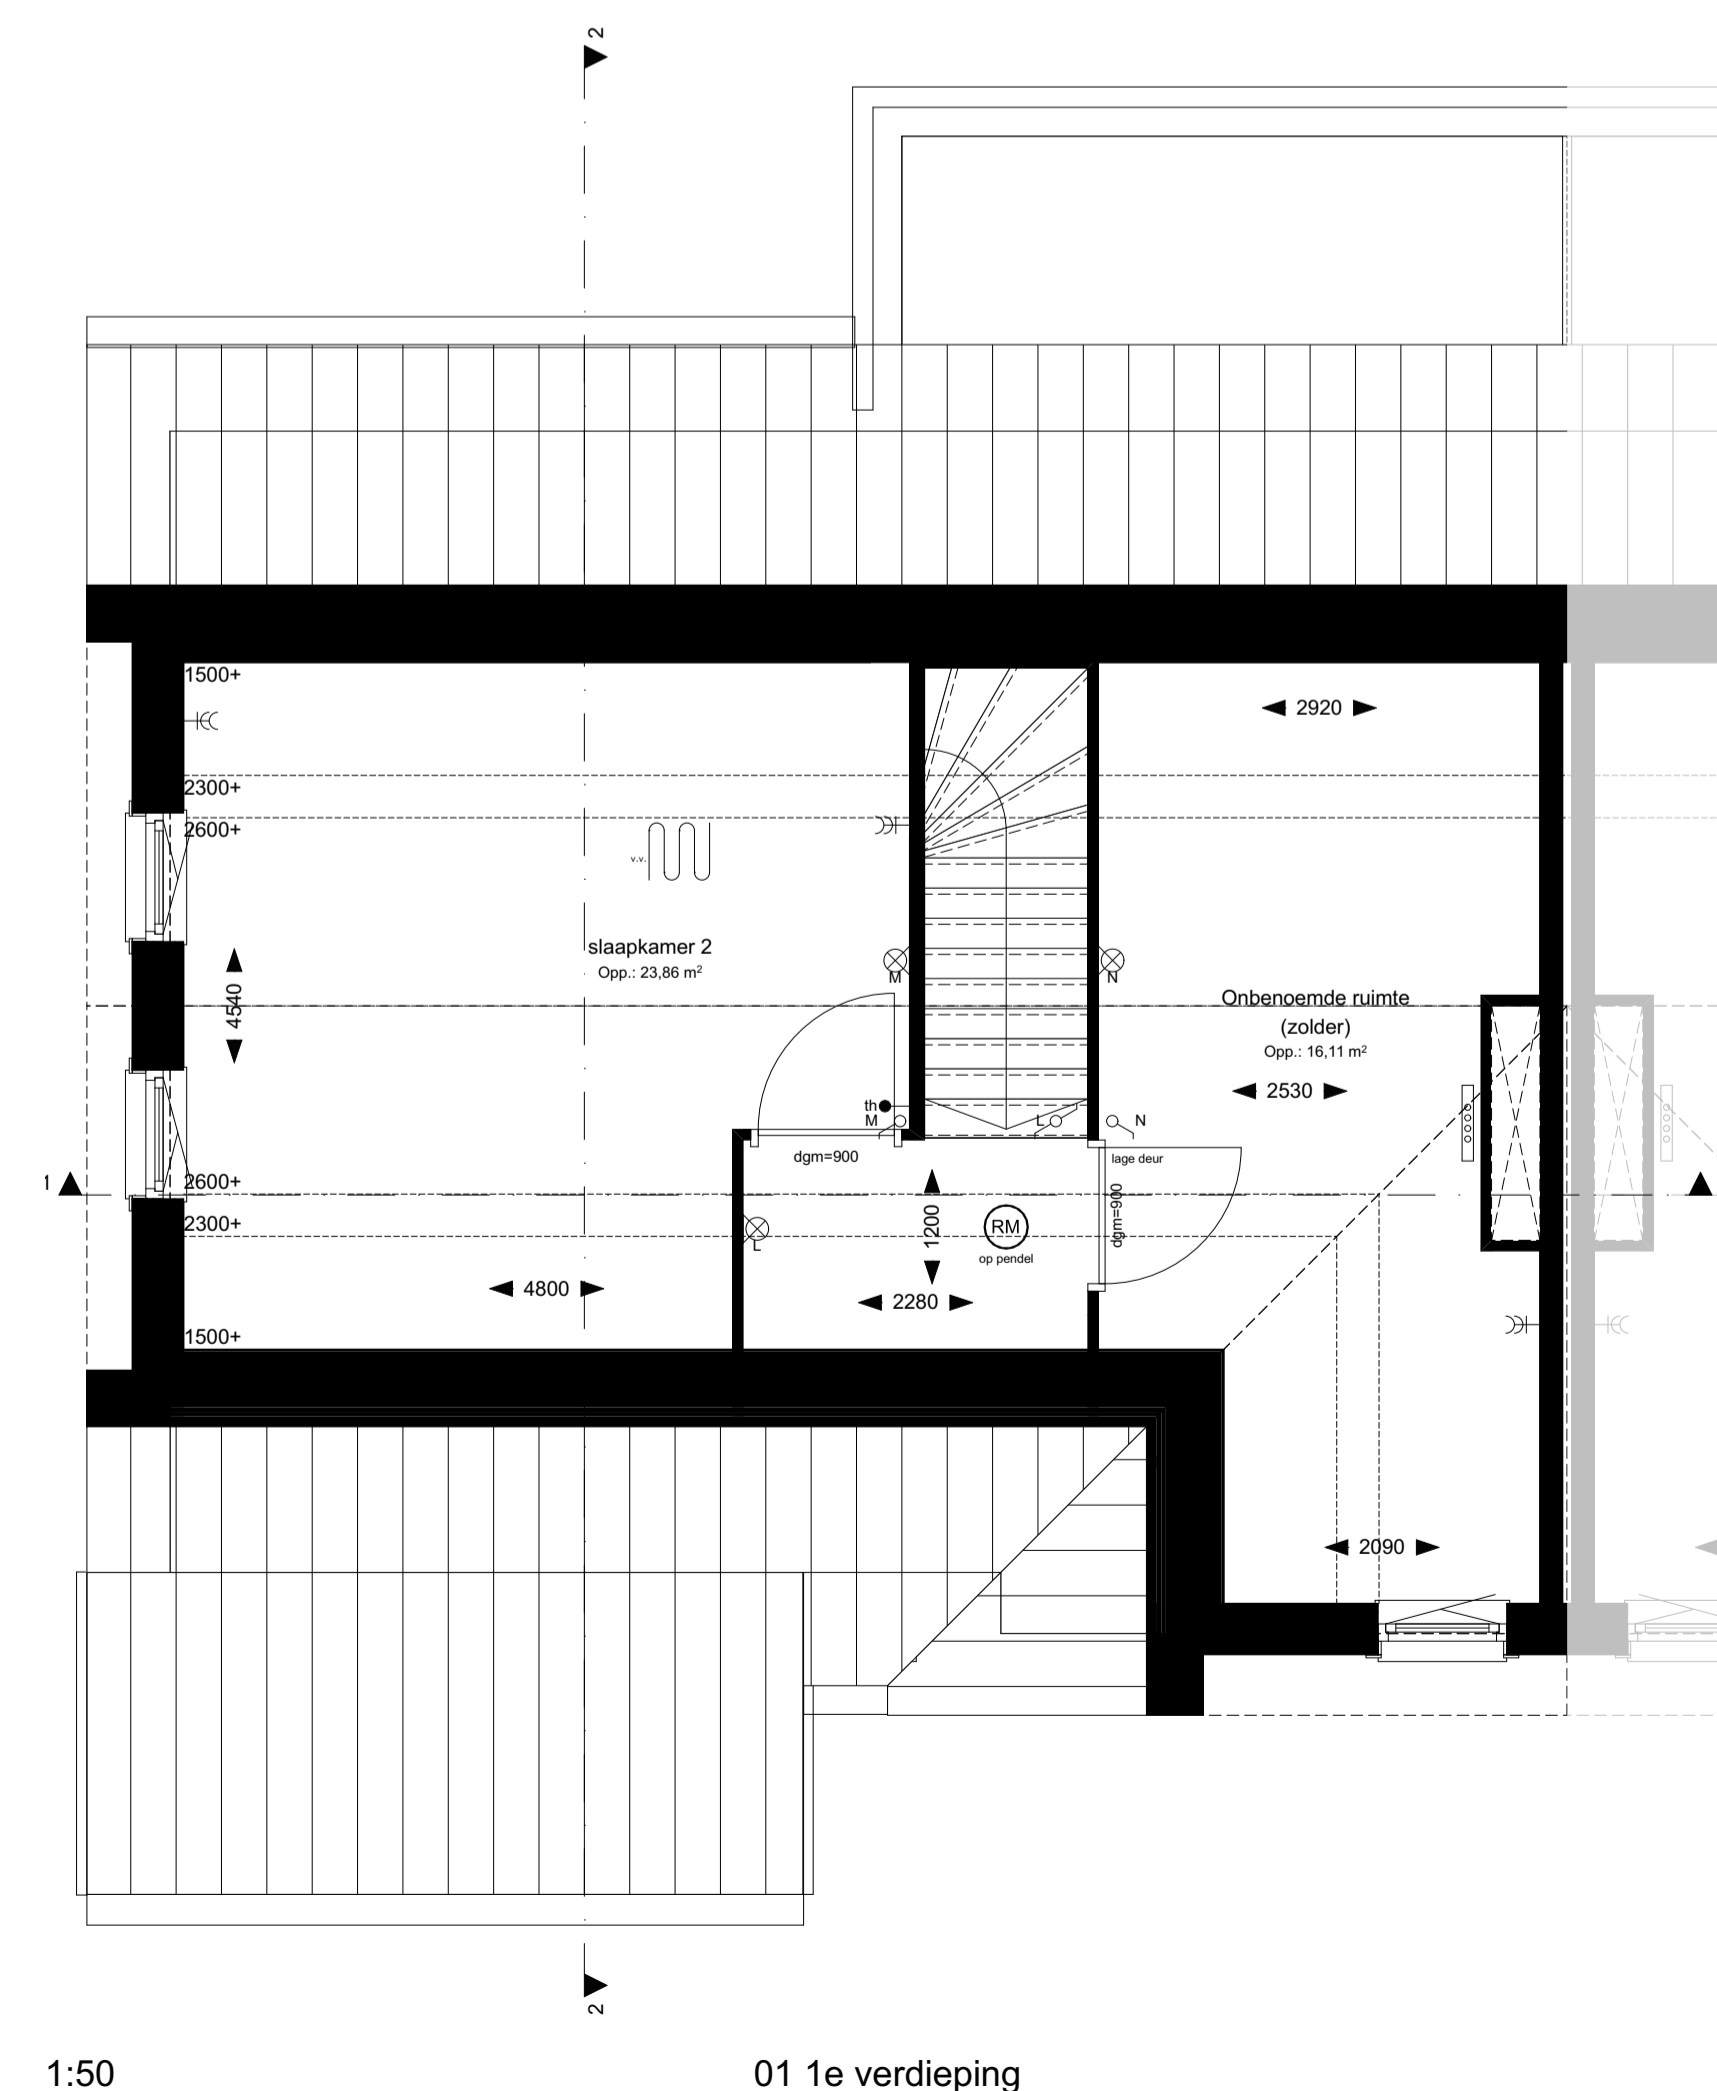 2
1500+
2920
2300+
2600+
v.v.
slaapkamer 2
Opp.: 23,86 m²
M
N
4540
Onbenoemde ruimte
(zolder)
Opp.: 16,11 m²
2530
th
M
L
N
dgm=900
lage deur
1
2600+
2300+
L
1200
RM
op pendel
dgm=900
4800
2280
1500+
2090
2
1:50
01 1e verdieping